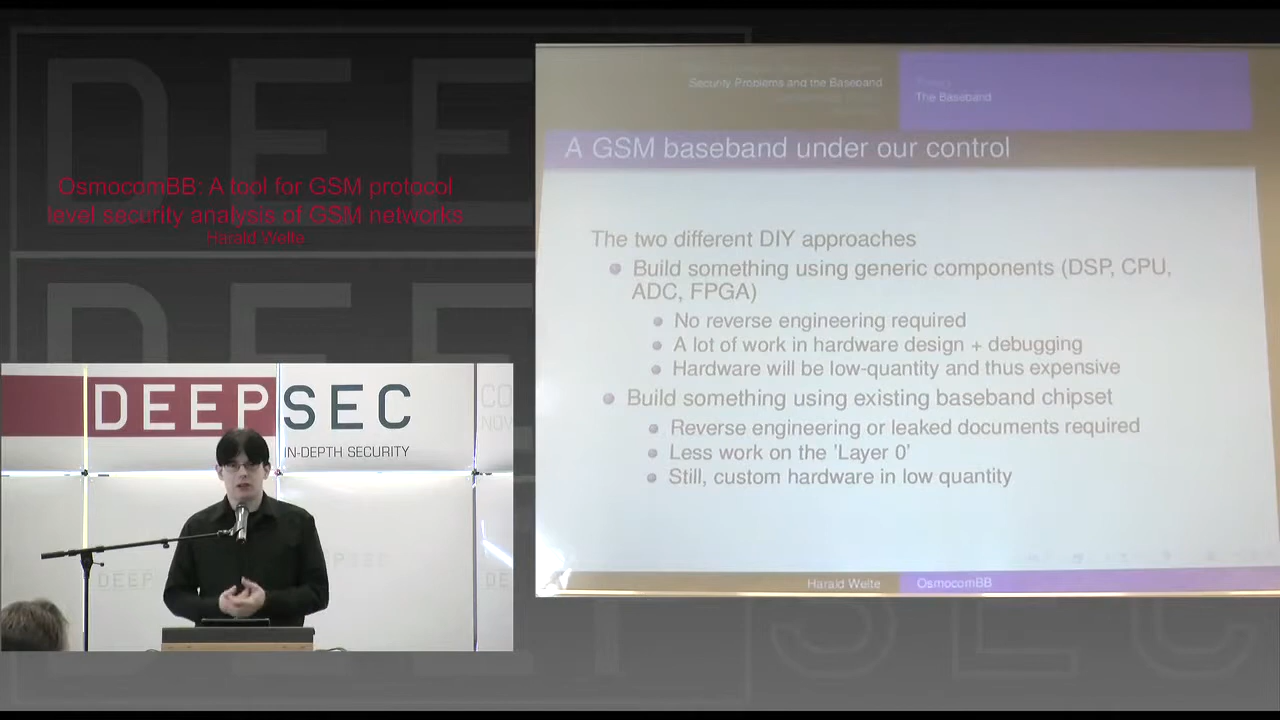 OsmocomBB: A tool for GSM protocol
level security analysis of GSM networks
Harald Welte
DEEPSEC
IN-DEPTH SECURITY
DEEP SEC
Security Problems and the Baseband
The Baseband
A GSM baseband under our control
The two different DIY approaches
Build something using generic components (DSP, CPU,
ADC, FPGA)
No reverse engineering required
A lot of work in hardware design + debugging
Hardware will be low-quantity and thus expensive
Build something using existing baseband chipset
Reverse engineering or leaked documents required
Less work on the 'Layer 0'
Still, custom hardware in low quantity
Harald Welte
OsmocomBB